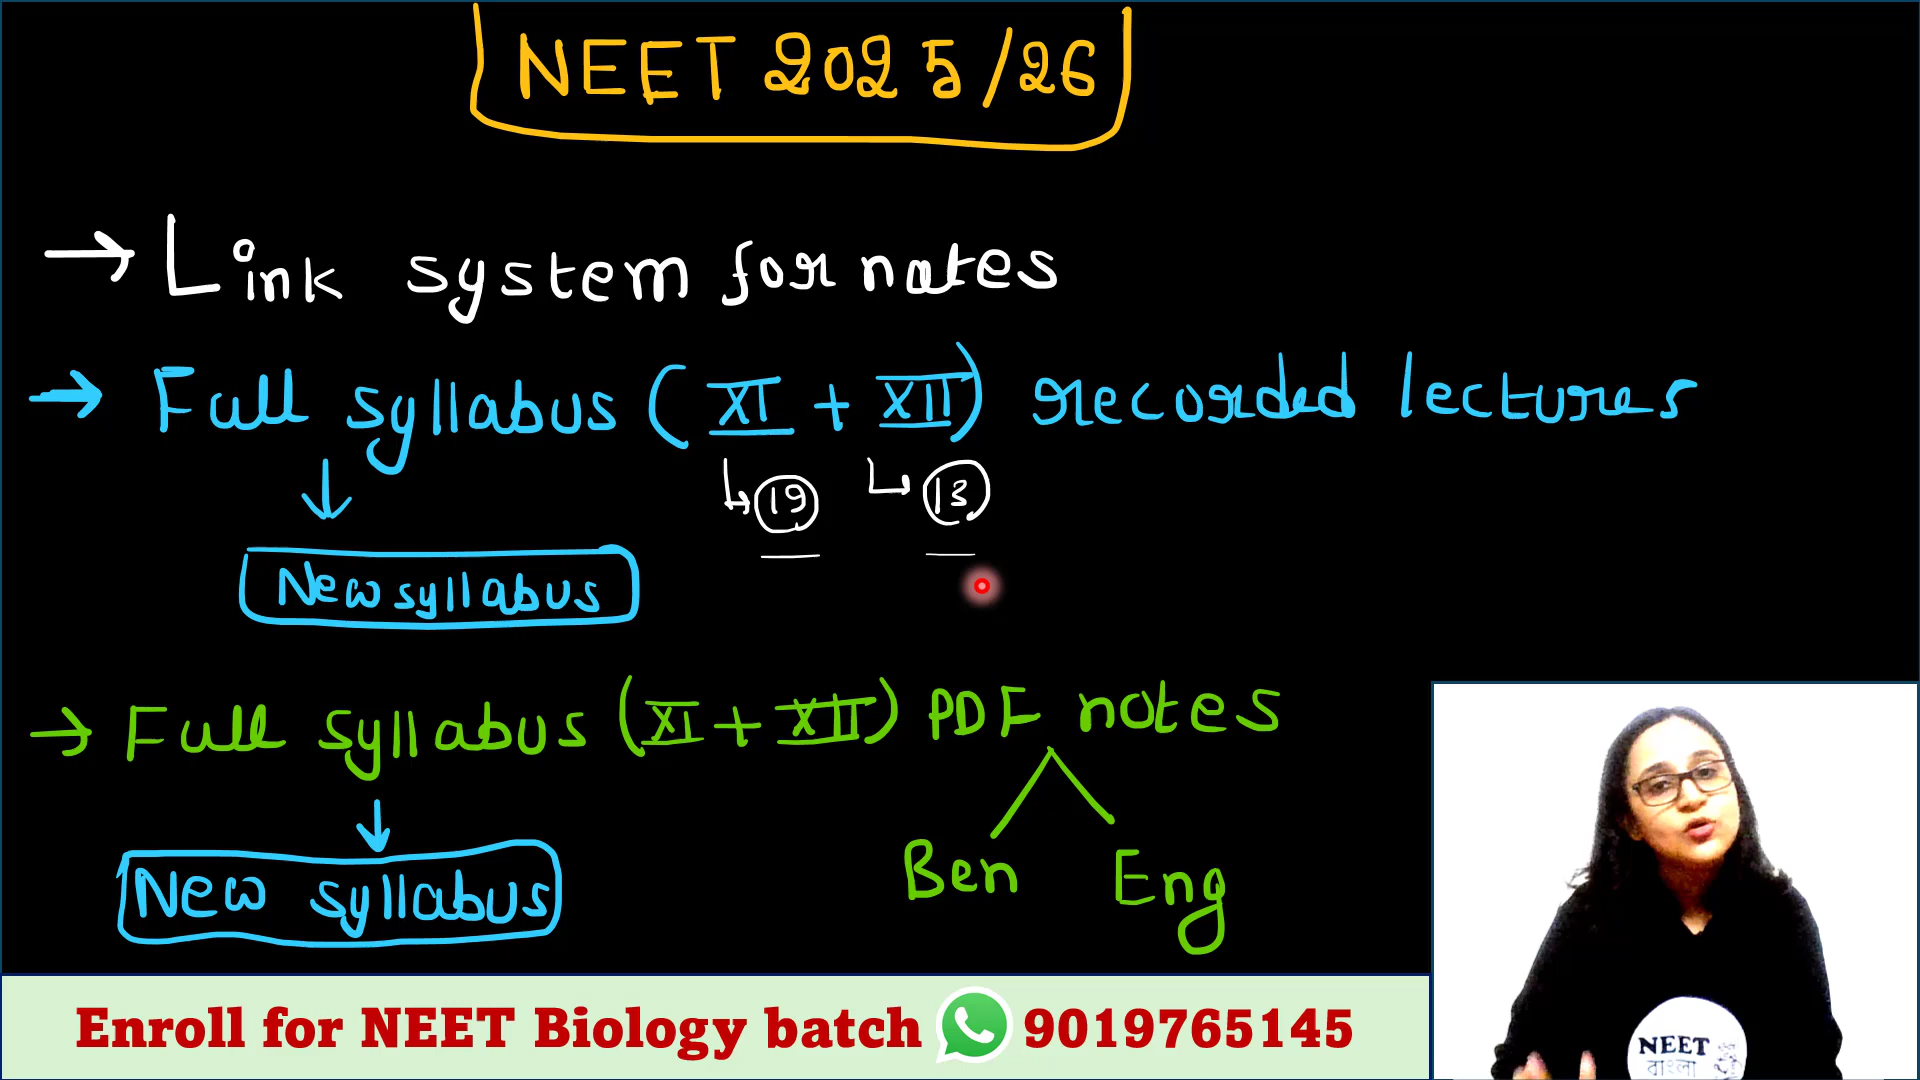 NEET 2025/26
→ Link system for notes
→ Full syllabus (XI + XII) recorded lectures
↳ 19 ↳ 13
↓
New syllabus
→ Full syllabus (XI + XII) PDF notes
↓
Ben Eng
New syllabus
Enroll for NEET Biology batch 9019765145
NEET
বাংলা